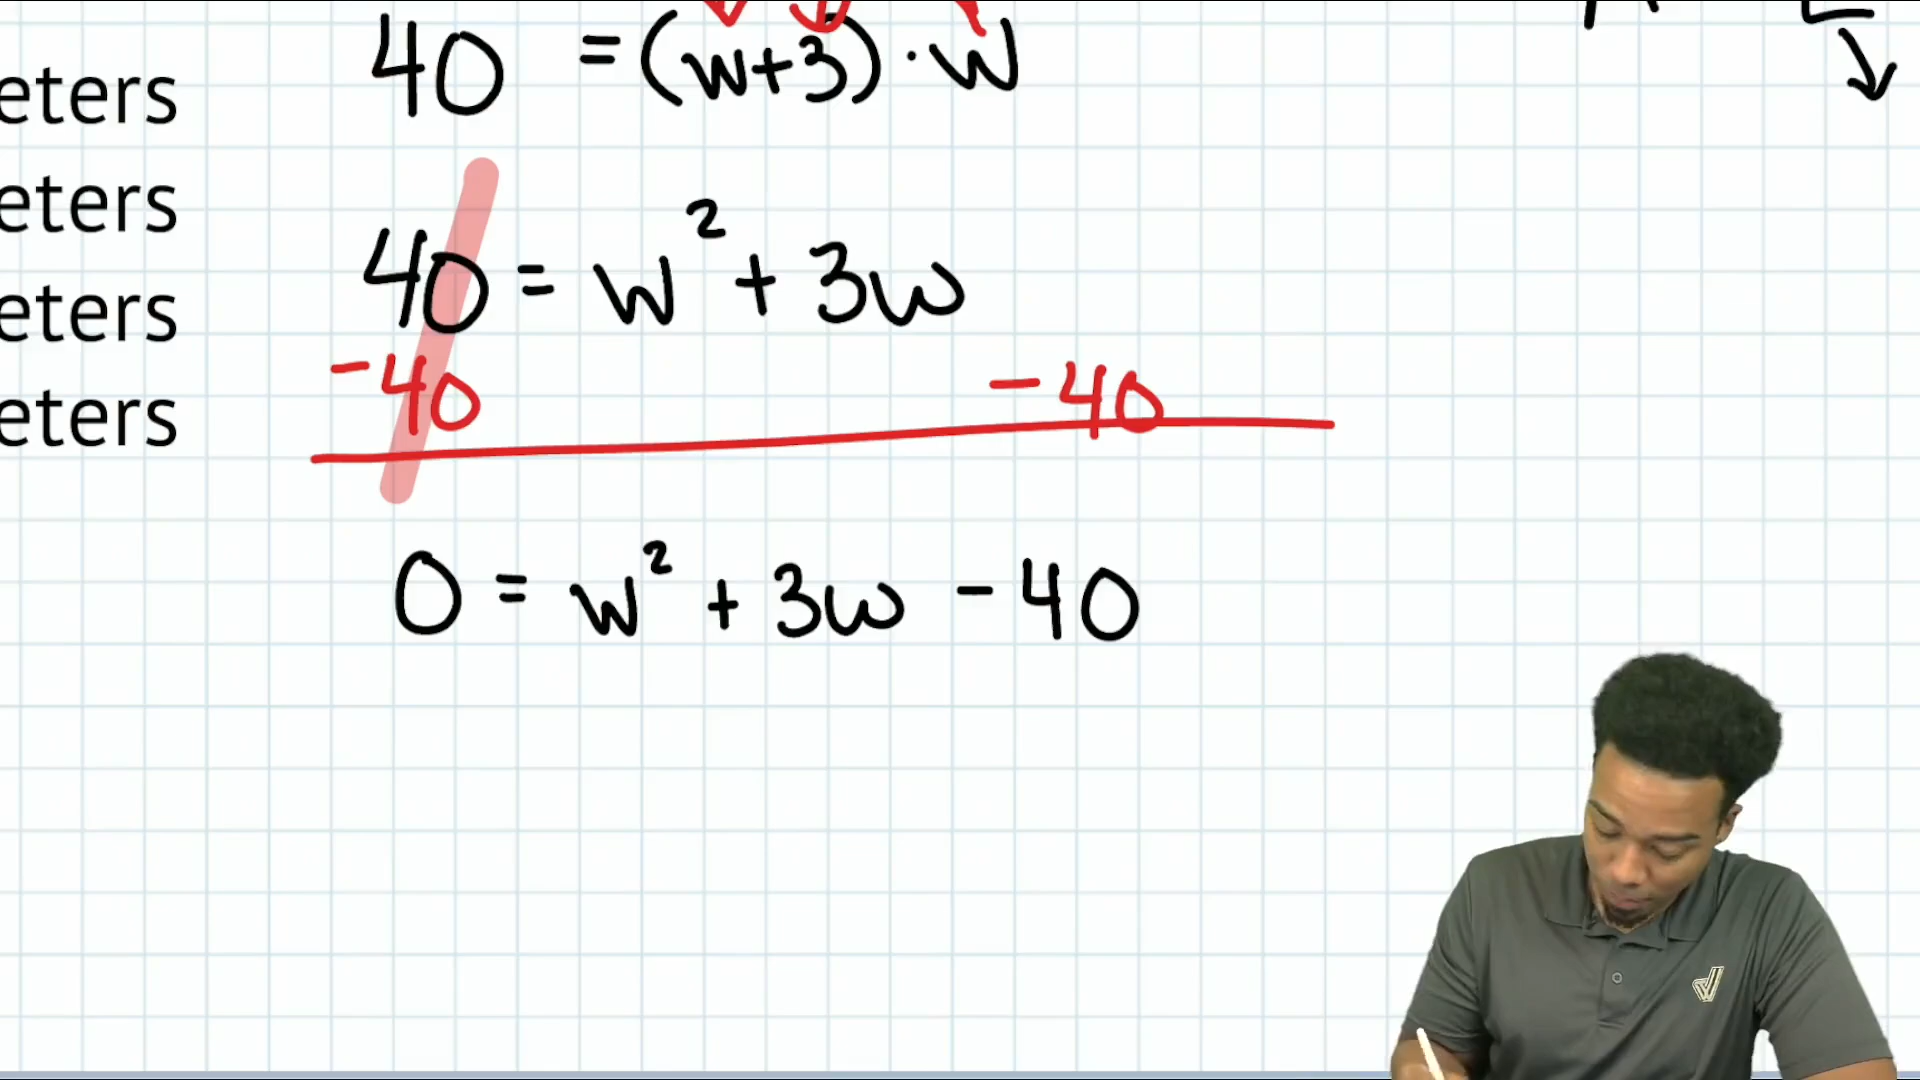 40 = (w+3) · w
eters
eters
40 = w² + 3w
eters
-40 -40
eters
0 = w² + 3w - 40